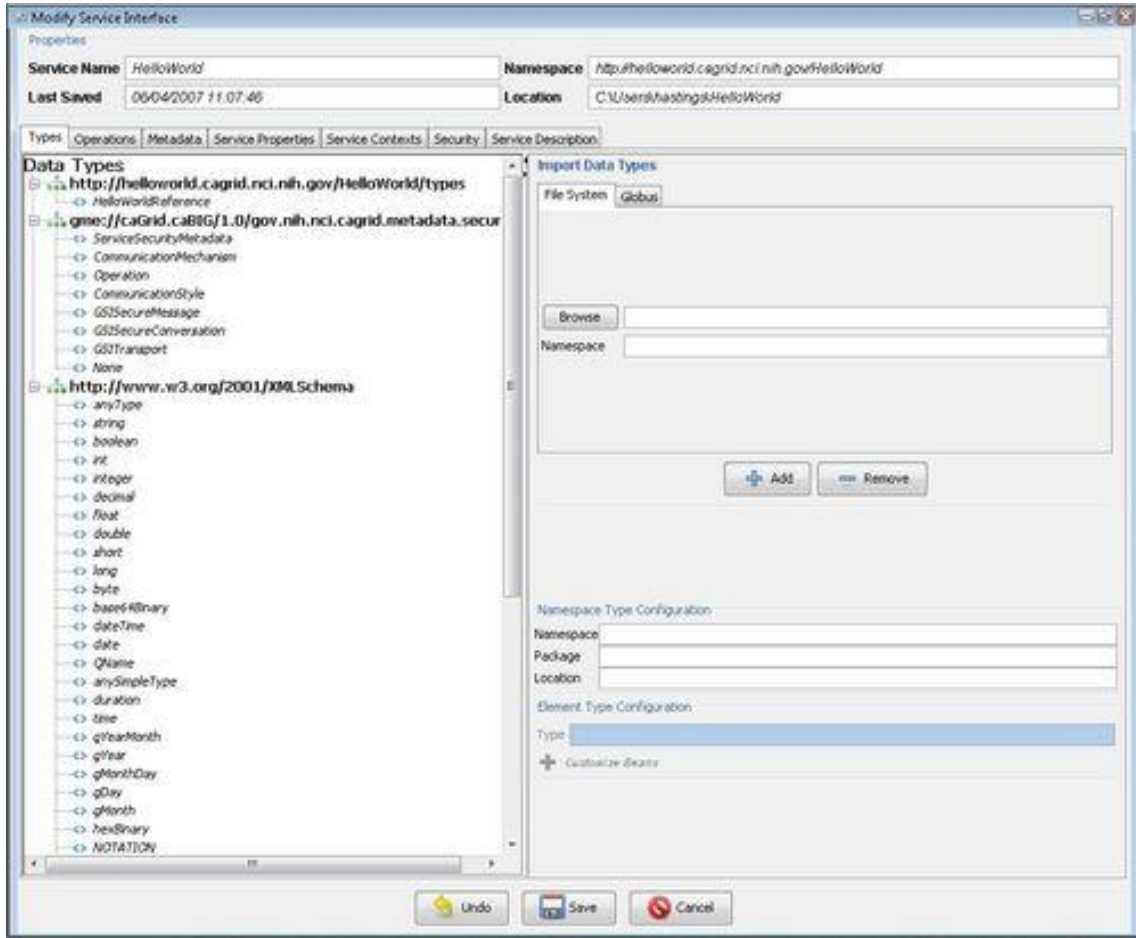 Modify Service Interface
Properties
Service Name HelloWorld Namespace http://helloworld.cagrid.nci.nih.gov/HelloWorld
Last Saved 06/04/2007 11:07:46 Location C:\Users\hastings\HelloWorld
Types Operations Metadata Service Properties Service Contexts Security Service Description
Data Types
http://helloworld.cagrid.nci.nih.gov/HelloWorld/types
HelloWorldReference
gme://caGrid.caBIG/1.0/gov.nih.nci.cagrid.metadata.secur
ServiceSecurityMetadata
CommunicationMechanism
Operation
CommunicationStyle
GSISecureMessage
GSISecureConversation
GSITransport
None
http://www.w3.org/2001/XMLSchema
anyType
string
boolean
int
integer
decimal
float
double
short
long
byte
base64Binary
dateTime
date
QName
anySimpleType
duration
time
gYearMonth
gYear
gMonthDay
gDay
gMonth
hexBinary
NOTATION
Import Data Types
File System Globus
Browse
Namespace
Add Remove
Namespace Type Configuration
Namespace
Package
Location
Element Type Configuration
Type
Customize Beans
Undo Save Cancel